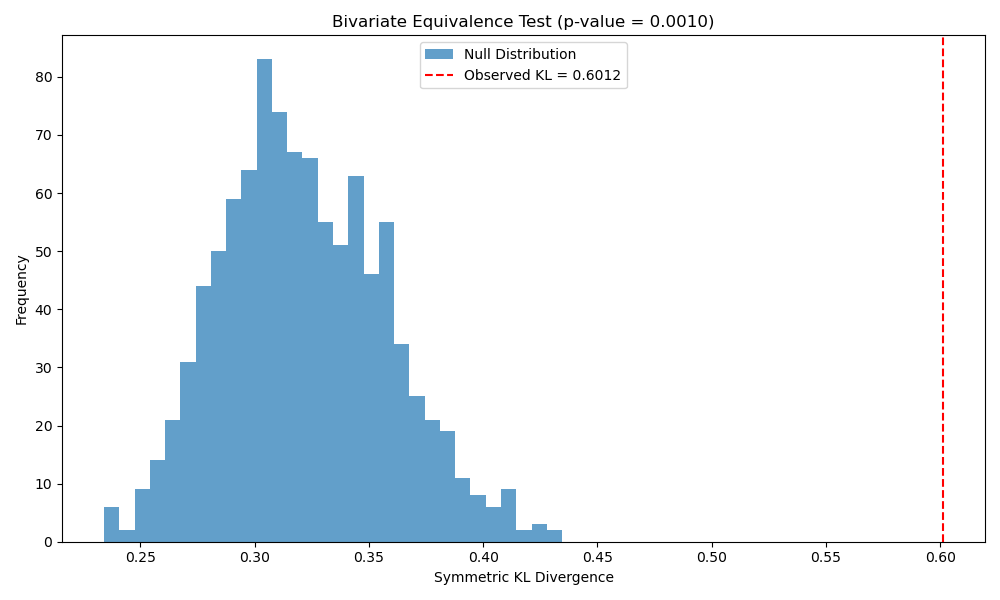 Bivariate Equivalence Test (p-value = 0.0010)
Null Distribution
Observed KL = 0.6012
Frequency
80
70
60
50
40
30
20
10
0
0.25 0.30 0.35 0.40 0.45 0.50 0.55 0.60
Symmetric KL Divergence